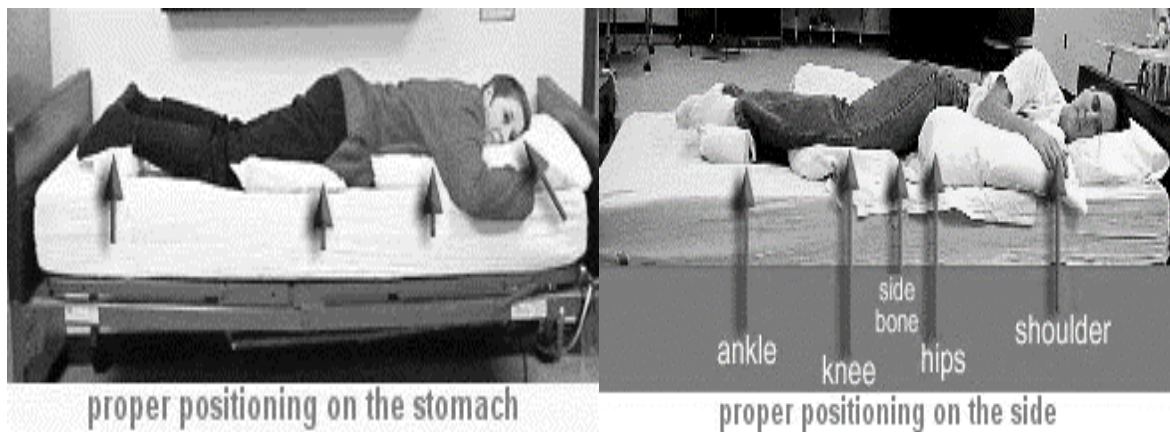 proper positioning on the stomach
side
bone
ankle
knee
hips
shoulder
proper positioning on the side